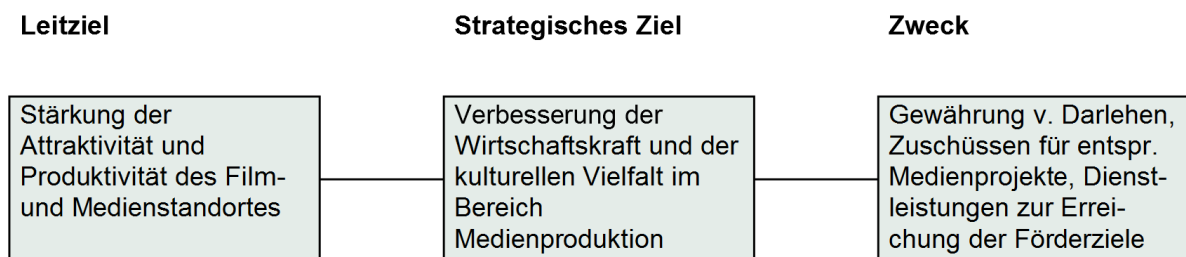 Leitziel
Strategisches Ziel
Zweck
Stärkung der
Attraktivität und
Produktivität des Film-
und Medienstandortes
Verbesserung der
Wirtschaftskraft und der
kulturellen Vielfalt im
Bereich
Medienproduktion
Gewährung v. Darlehen,
Zuschüssen für entspr.
Medienprojekte, Dienst-
leistungen zur Errei-
chung der Förderziele